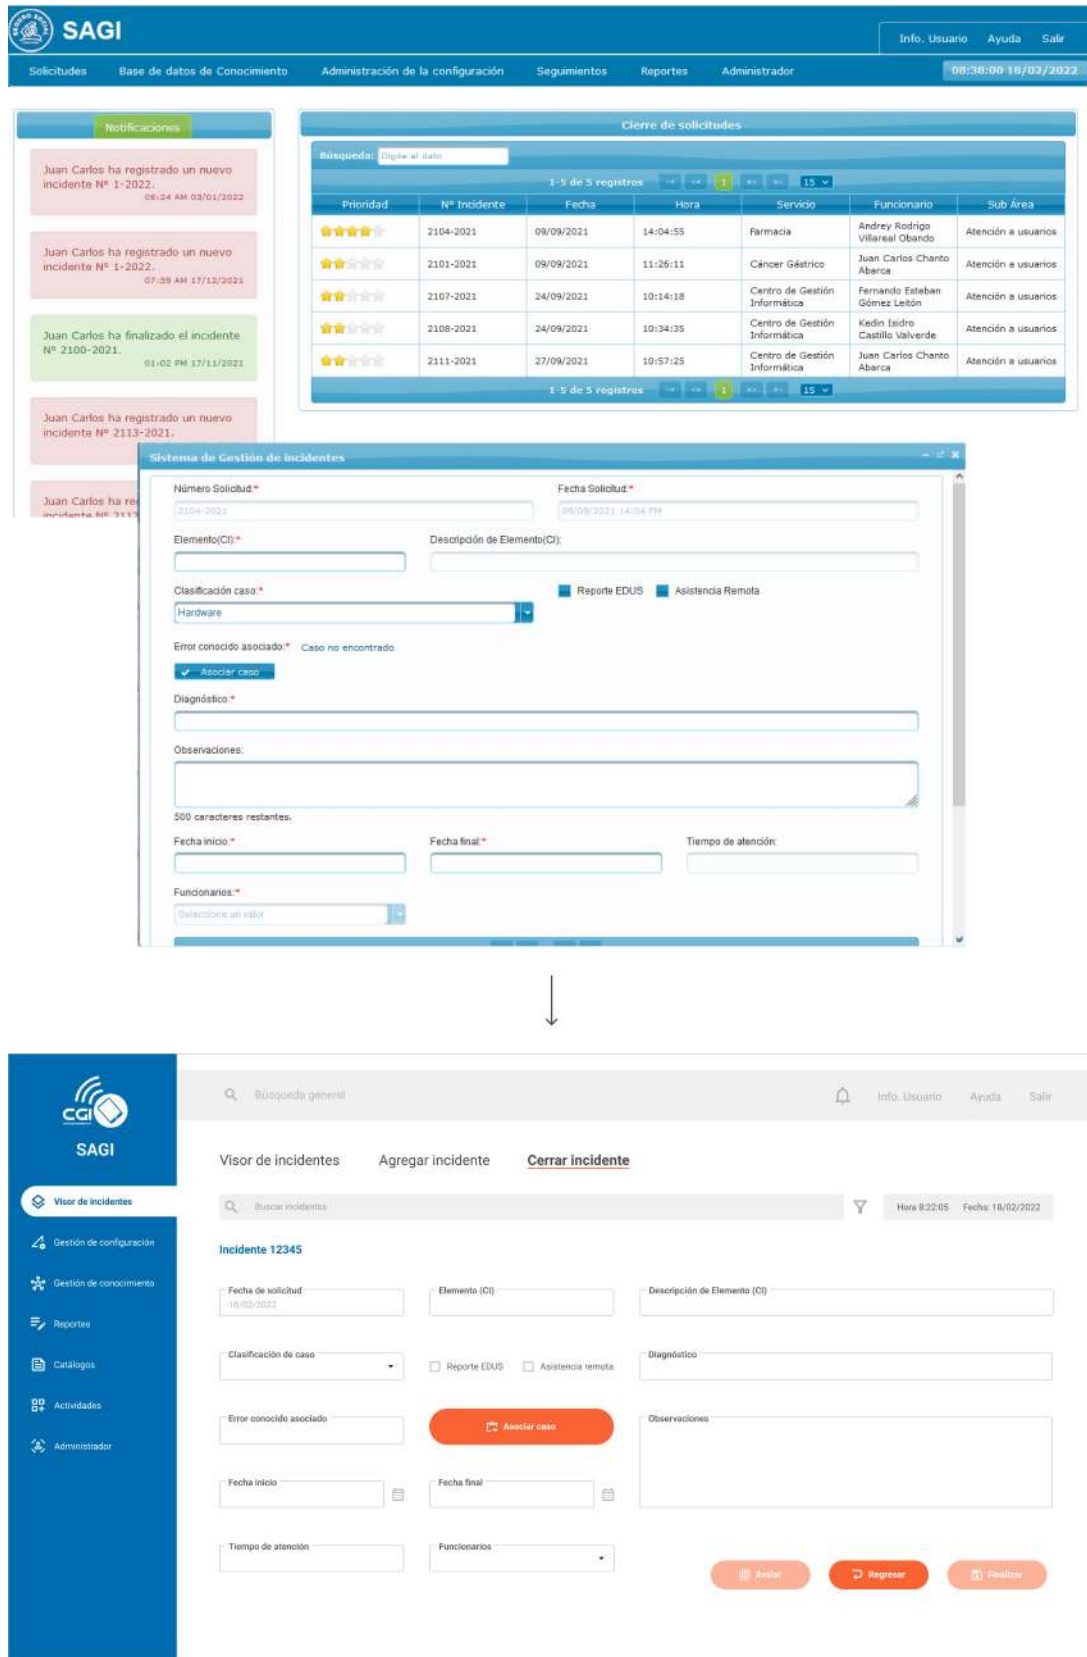 SAGI
Info. Usuario Ayuda Salir
Solicitudes Base de datos de Conocimiento Administración de la configuración Seguimientos Reportes Administrador 08:38:00 18/02/2022
Notificaciones
Juan Carlos ha registrado un nuevo
incidente Nº 1-2022.
08:24 AM 03/01/2022
Juan Carlos ha registrado un nuevo
incidente Nº 1-2022.
07:39 AM 17/12/2021
Juan Carlos ha finalizado el incidente
Nº 2100-2021.
01:02 PM 17/11/2021
Juan Carlos ha registrado un nuevo
incidente Nº 2113-2021.
Juan Carlos ha re
incidente Nº 211
Cierre de solicitudes
Búsqueda: Digite el dato
1-5 de 5 registros 1 15
Prioridad Nº Incidente Fecha Hora Servicio Funcionario Sub Área
2104-2021 09/09/2021 14:04:55 Farmacia Andrey Rodrigo Villareal Obando Atención a usuarios
2101-2021 09/09/2021 11:26:11 Cáncer Gástrico Juan Carlos Chanto Abarca Atención a usuarios
2107-2021 24/09/2021 10:14:18 Centro de Gestión Informática Fernando Esteban Gómez Leitón Atención a usuarios
2108-2021 24/09/2021 10:34:35 Centro de Gestión Informática Kedin Isidro Castillo Valverde Atención a usuarios
2111-2021 27/09/2021 10:57:25 Centro de Gestión Informática Juan Carlos Chanto Abarca Atención a usuarios
1-5 de 5 registros 1 15
Sistema de Gestión de incidentes
Número Solicitud:* Fecha Solicitud:*
2104-2021 09/09/2021 14:04 PM
Elemento(CI):* Descripción de Elemento(CI):
Clasificación caso:* Reporte EDUS Asistencia Remota
Hardware
Error conocido asociado:* Caso no encontrado
Asociar caso
Diagnóstico:*
Observaciones:
500 caracteres restantes.
Fecha inicio:* Fecha final:* Tiempo de atención:
Funcionarios:*
Seleccione un valor
CGI
SAGI
Búsqueda general
Info. Usuario Ayuda Salir
Visor de incidentes Agregar incidente Cerrar incidente
Visor de incidentes
Gestión de configuración
Gestión de conocimiento
Reportes
Catálogos
Actividades
Administrador
Buscar incidentes
Hora 8:22:05 Fecha: 18/02/2022
Incidente 12345
Fecha de solicitud Elemento (CI) Descripción de Elemento (CI)
18/02/2022
Clasificación de caso Reporte EDUS Asistencia remota Diagnóstico
Error conocido asociado Asociar caso Observaciones
Fecha inicio Fecha final
Tiempo de atención Funcionarios
Anular Regresar Finalizar